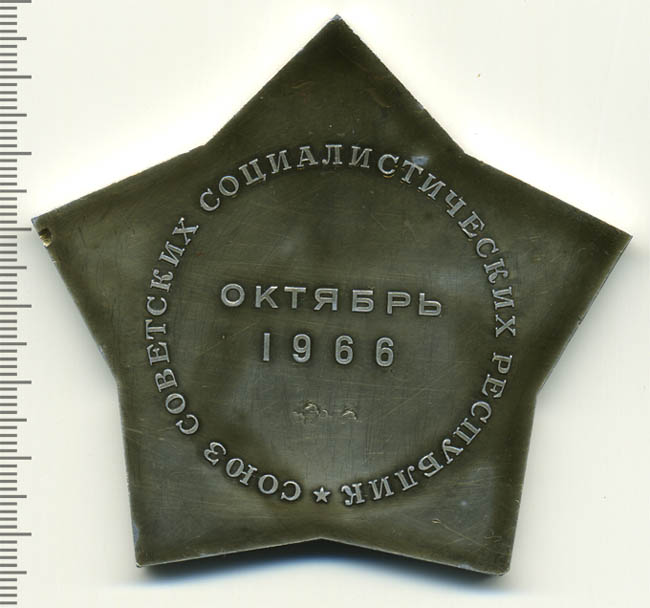 СОЮЗ СОВЕТСКИХ СОЦИАЛИСТИЧЕСКИХ РЕСПУБЛИК
ОКТЯБРЬ
1966